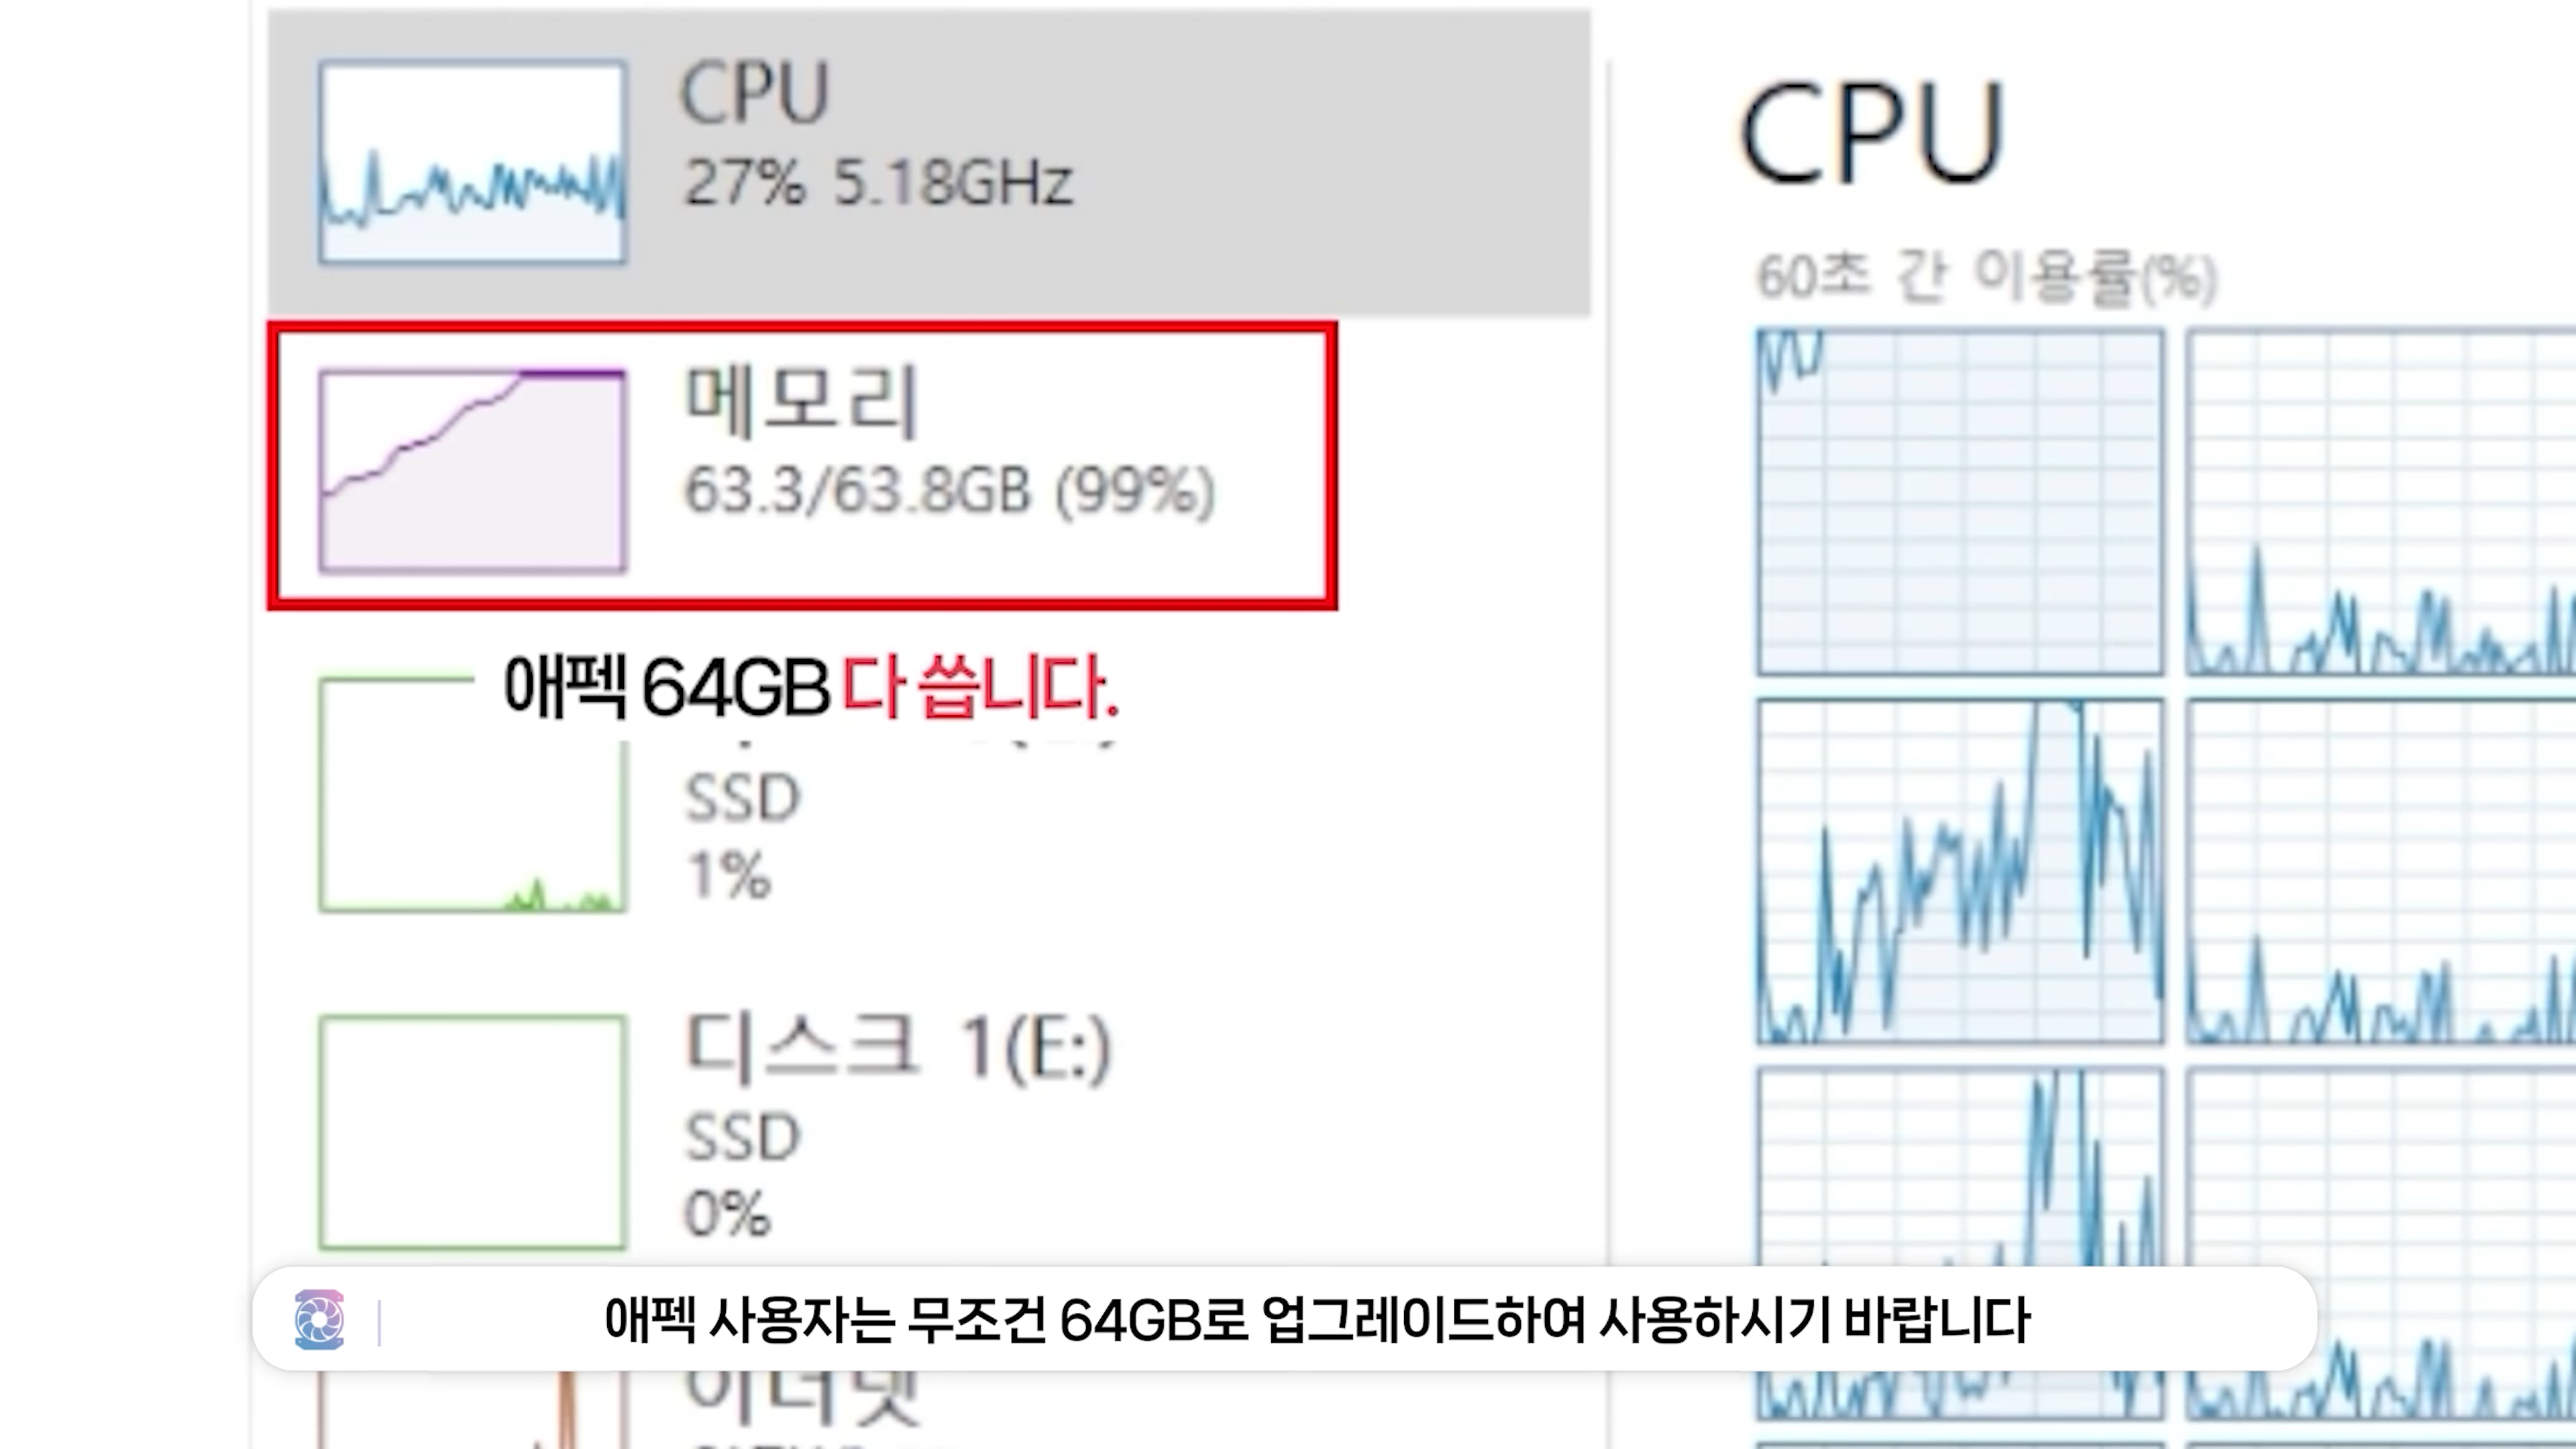 CPU
27% 5.18GHz
메모리
63.3/63.8GB (99%)
애펙 64GB 다 씁니다.
SSD
1%
디스크 1(E:)
SSD
0%
이더넷
CPU
60초 간 이용률(%)
애펙 사용자는 무조건 64GB로 업그레이드하여 사용하시기 바랍니다